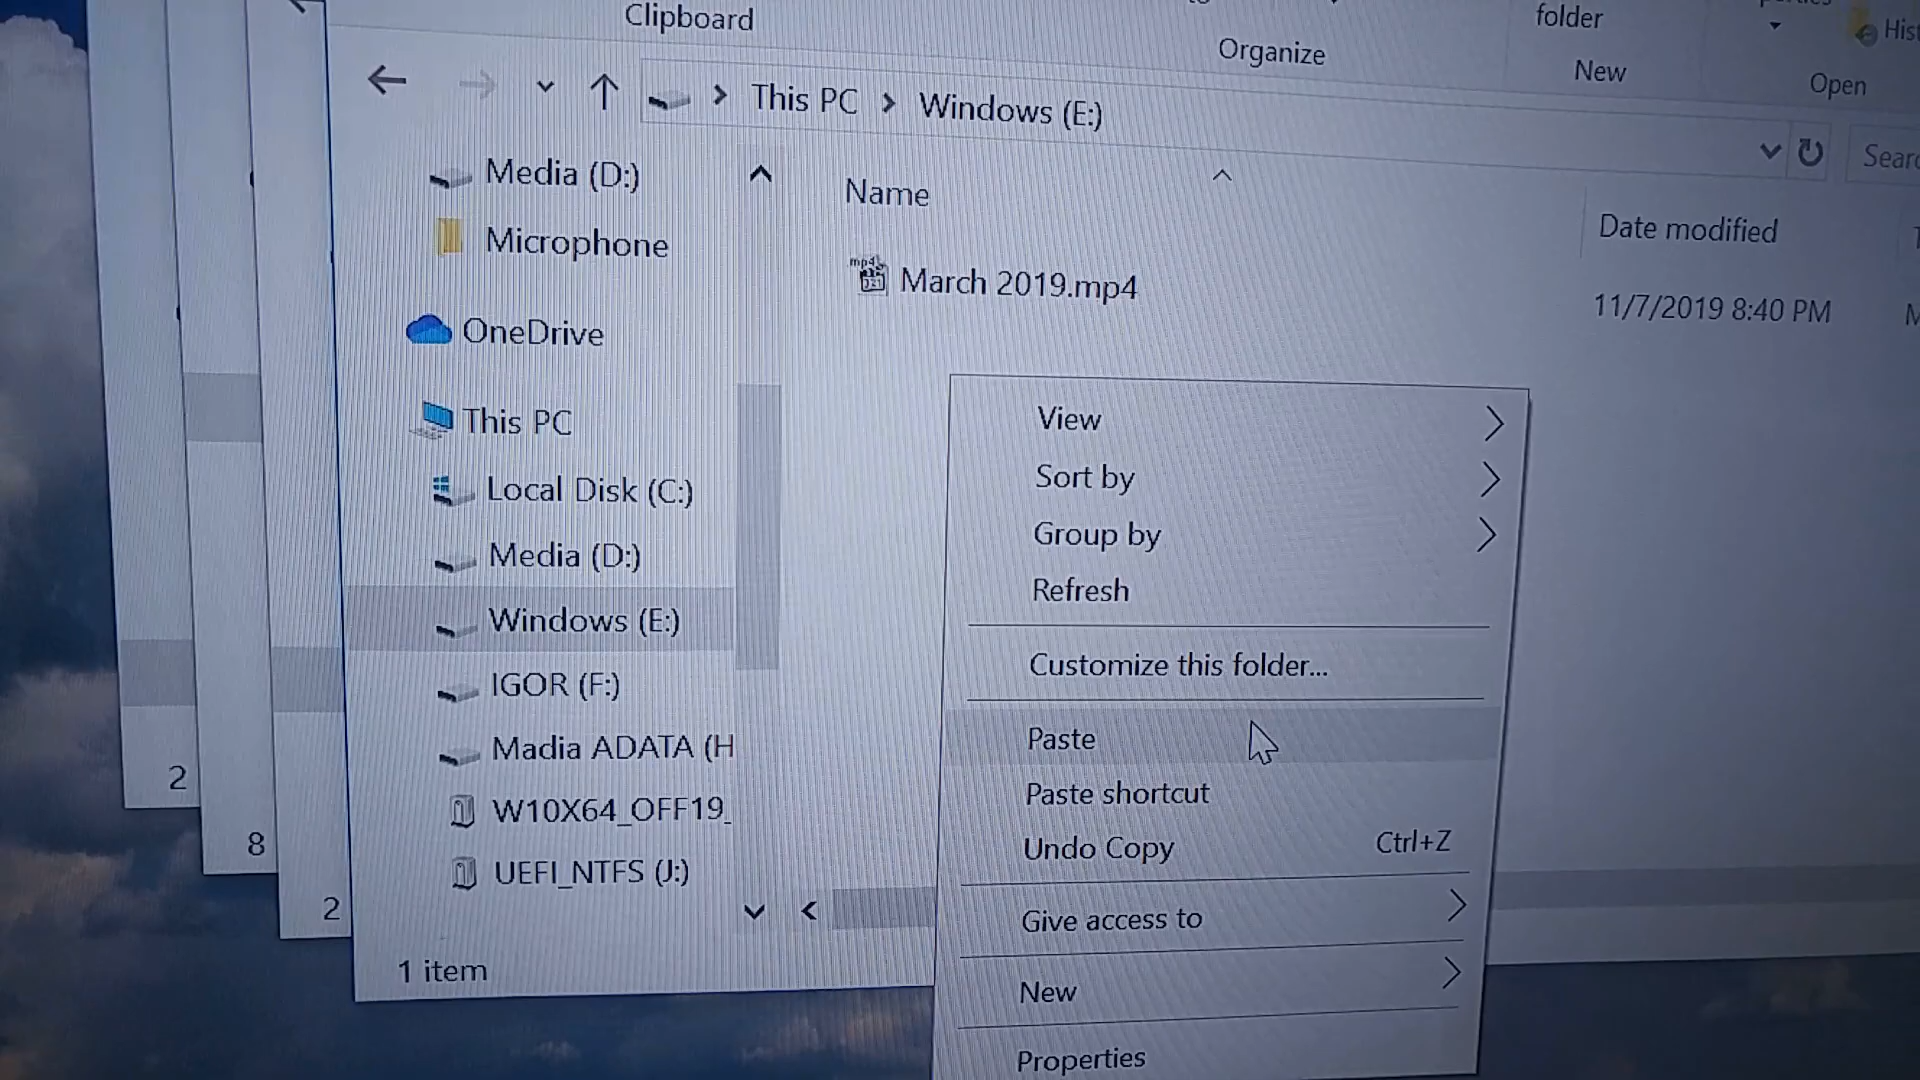 Clipboard
Organize
folder
New
Open
This PC
Windows (E:)
Media (D:)
Microphone
OneDrive
This PC
Local Disk (C:)
Media (D:)
Windows (E:)
IGOR (F:)
Madia ADATA (H
W10X64_OFF19_
UEFI_NTFS (J:)
1 item
Name
Date modified
mp4
March 2019.mp4
11/7/2019 8:40 PM
View
Sort by
Group by
Refresh
Customize this folder...
Paste
Paste shortcut
Undo Copy Ctrl+Z
Give access to
New
Properties
2
8
2